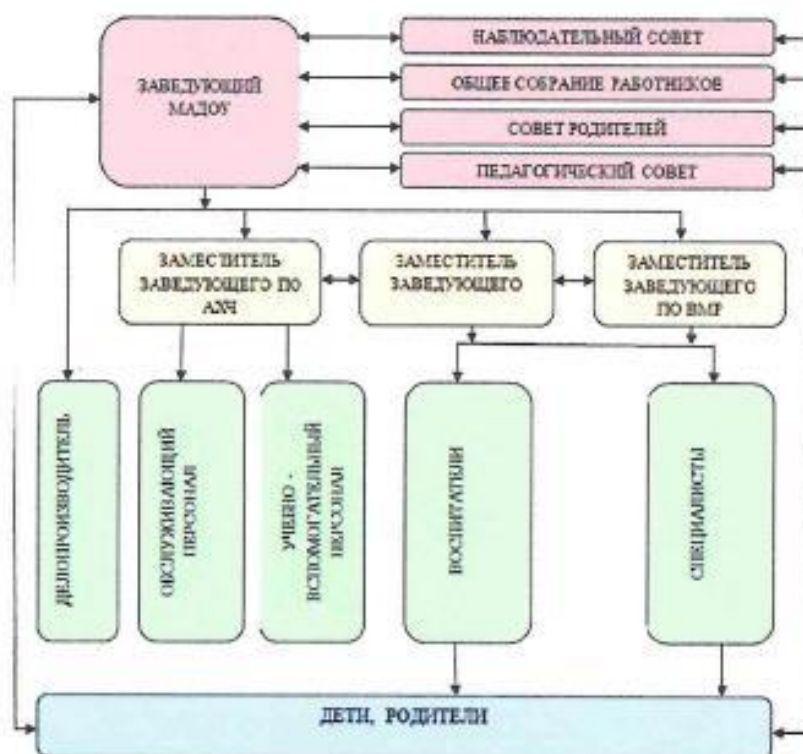 ЗАВЕДУЮЩИЙ
МАДОУ
НАБЛЮДАТЕЛЬНЫЙ СОВЕТ
ОБЩЕЕ СОБРАНИЕ РАБОТНИКОВ
СОВЕТ РОДИТЕЛЕЙ
ПЕДАГОГИЧЕСКИЙ СОВЕТ
ЗАМЕСТИТЕЛЬ
ЗАВЕДУЮЩЕГО ПО
АХЧ
ЗАМЕСТИТЕЛЬ
ЗАВЕДУЮЩЕГО
ЗАМЕСТИТЕЛЬ
ЗАВЕДУЮЩЕГО
ПО ВМР
ДЕЛОПРОИЗВОДИТЕЛЬ
ОБСЛУЖИВАЮЩИЙ
ПЕРСОНАЛ
УЧЕБНО -
ВСПОМОГАТЕЛЬНЫЙ
ПЕРСОНАЛ
ВОСПИТАТЕЛИ
СПЕЦИАЛИСТЫ
ДЕТИ, РОДИТЕЛИ